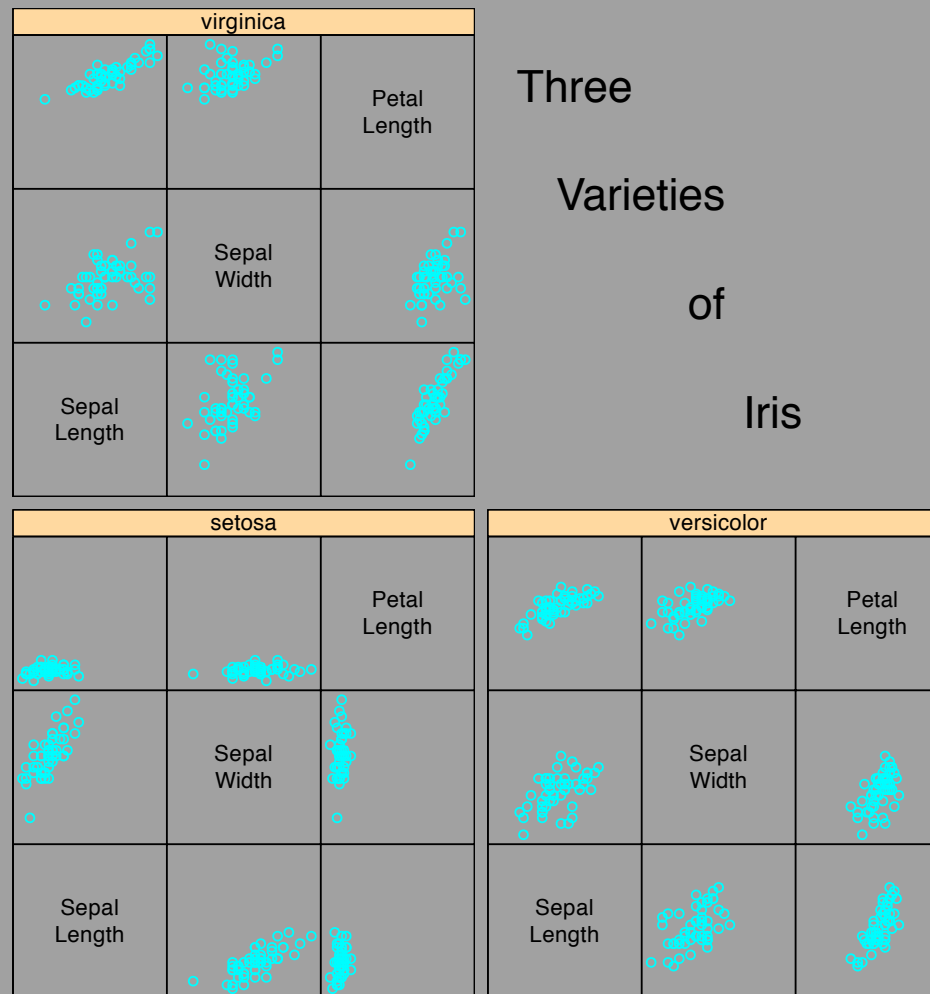 virginica
Three
Petal
Length
Varieties
Sepal
Width
of
Sepal
Length
Iris
setosa
Petal
Length
Sepal
Width
Sepal
Length
versicolor
Petal
Length
Sepal
Width
Sepal
Length